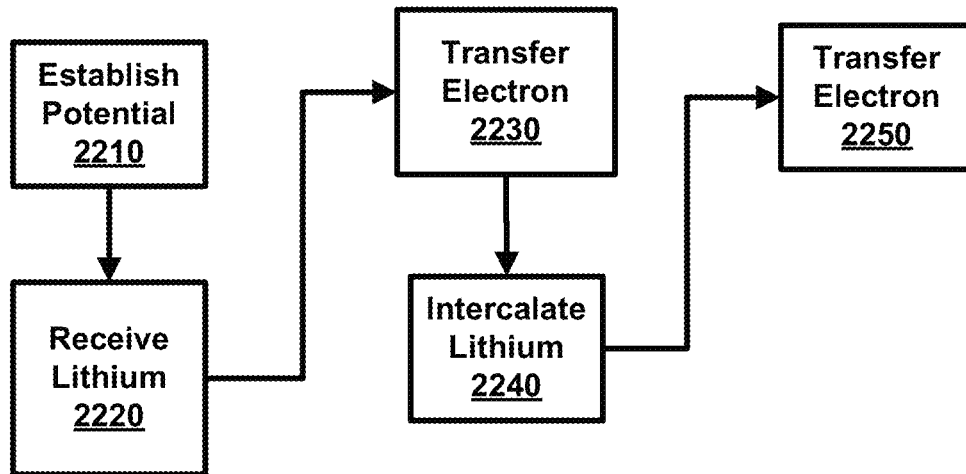 Establish
Potential
2210
Receive
Lithium
2220
Transfer
Electron
2230
Intercalate
Lithium
2240
Transfer
Electron
2250